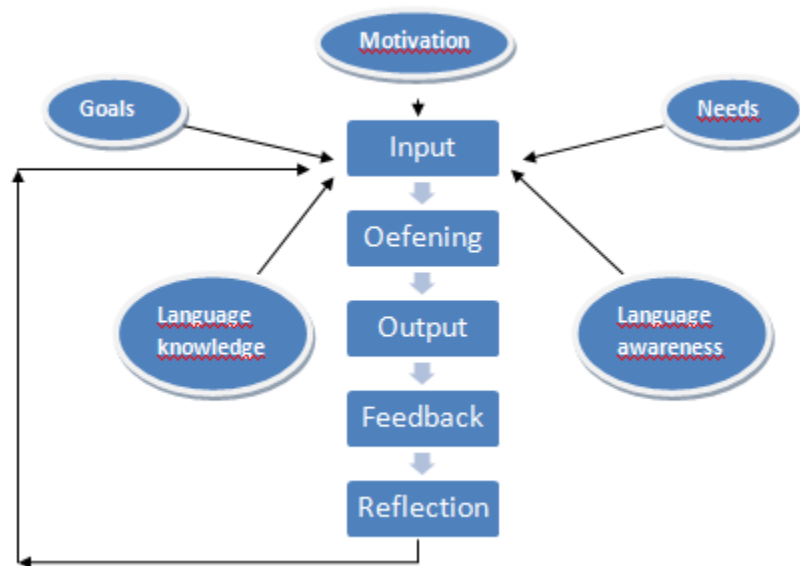 Motivation
Goals
Needs
Input
Oefening
Language
knowledge
Output
Language
awareness
Feedback
Reflection